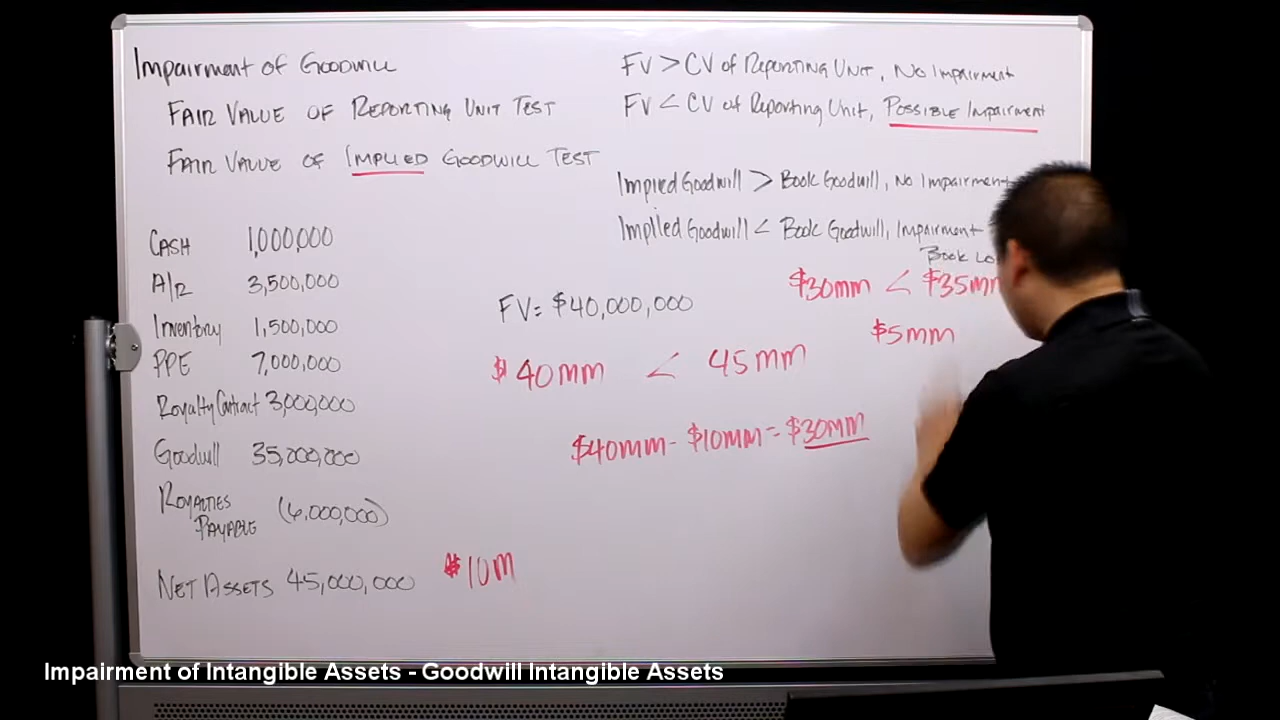 Impairment of Goodwill
FAIR VALUE OF REPORTING UNIT TEST
FAIR VALUE OF IMPLIED GOODWILL TEST
FV > CV of Reporting Unit, No Impairment
FV < CV of Reporting Unit, Possible Impairment
Implied Goodwill > Book Goodwill, No Impairment
Implied Goodwill < Book Goodwill, Impairment
Book Lo
$30mm < $35mm
$5mm
CASH 1,000,000
A/R 3,500,000
Inventory 1,500,000
PPE 7,000,000
Royalty Contract 3,000,000
Goodwill 35,000,000
ROYALTIES PAYABLE (6,000,000)
NET ASSETS 45,000,000 $10M
FV = $40,000,000
$40mm < 45mm
$40mm - $10mm = $30mm
Impairment of Intangible Assets - Goodwill Intangible Assets